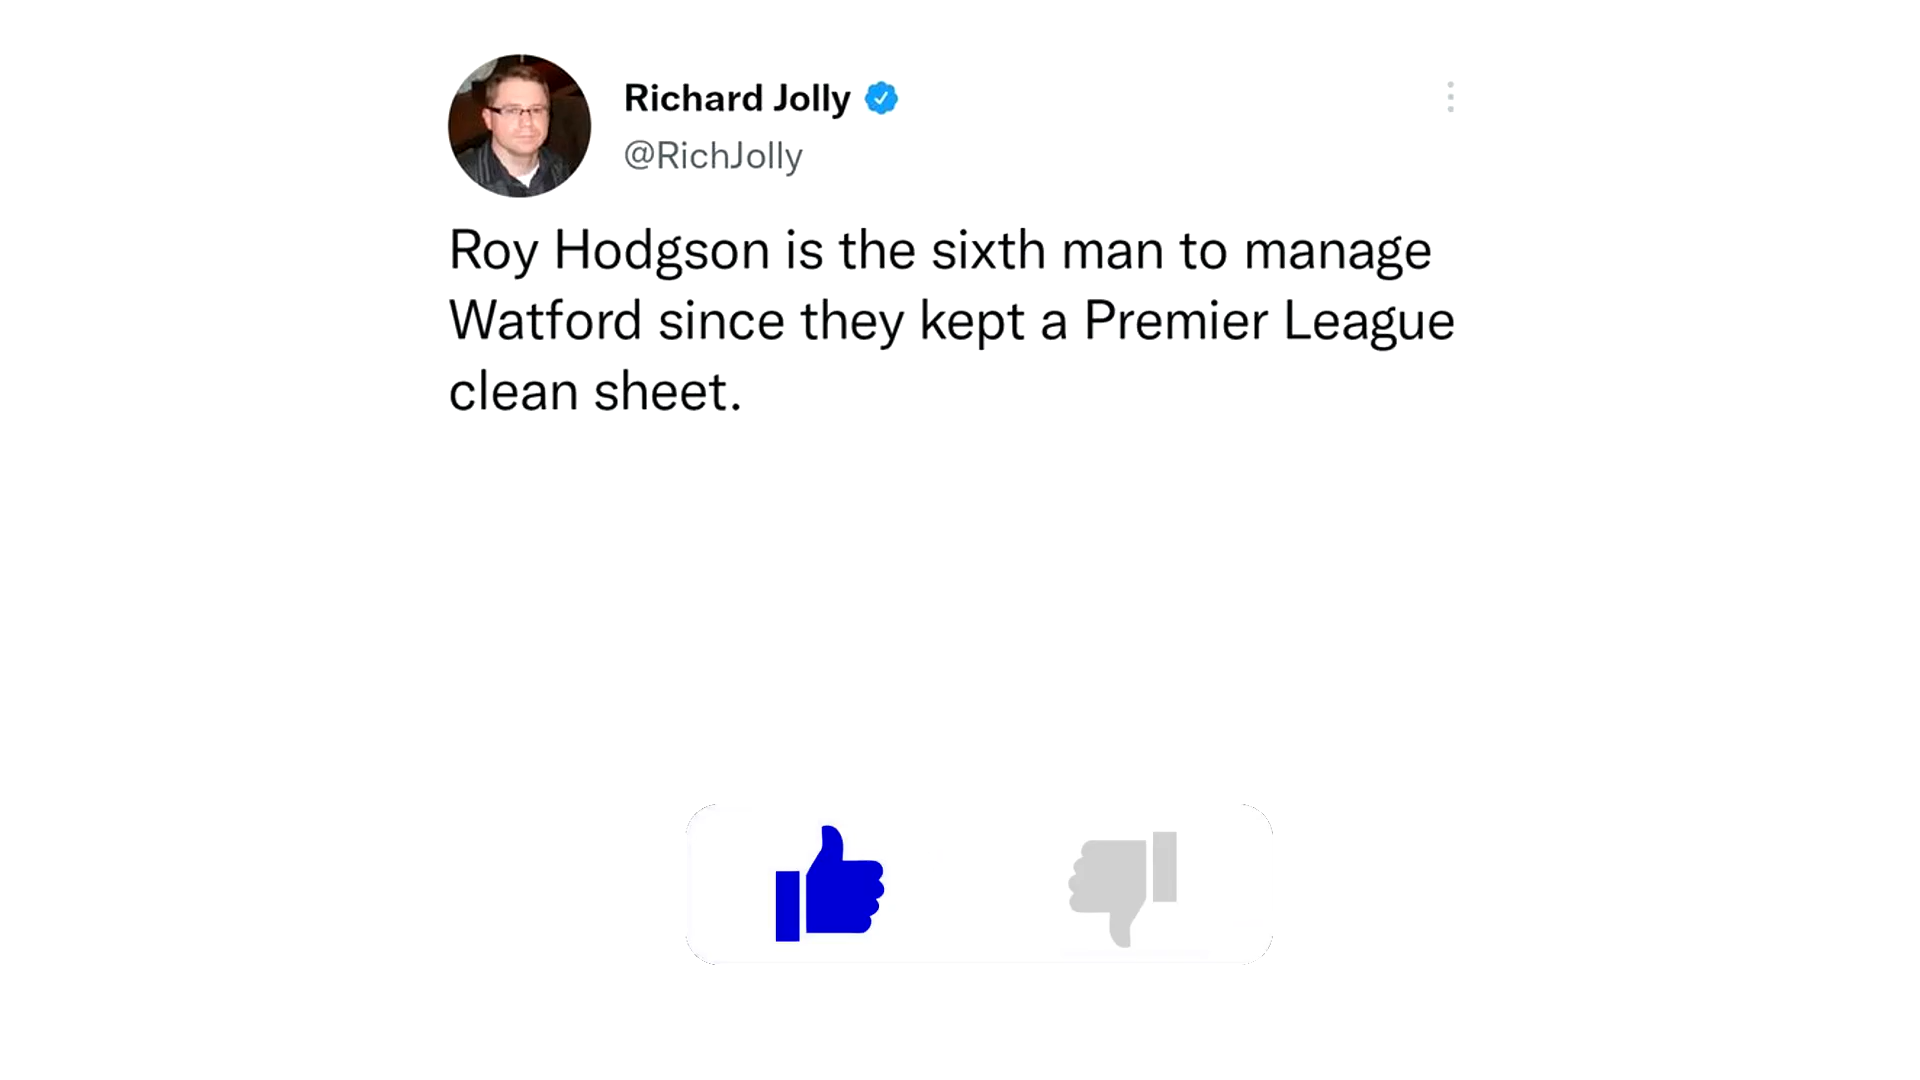 Richard Jolly
@RichJolly
Roy Hodgson is the sixth man to manage
Watford since they kept a Premier League
clean sheet.